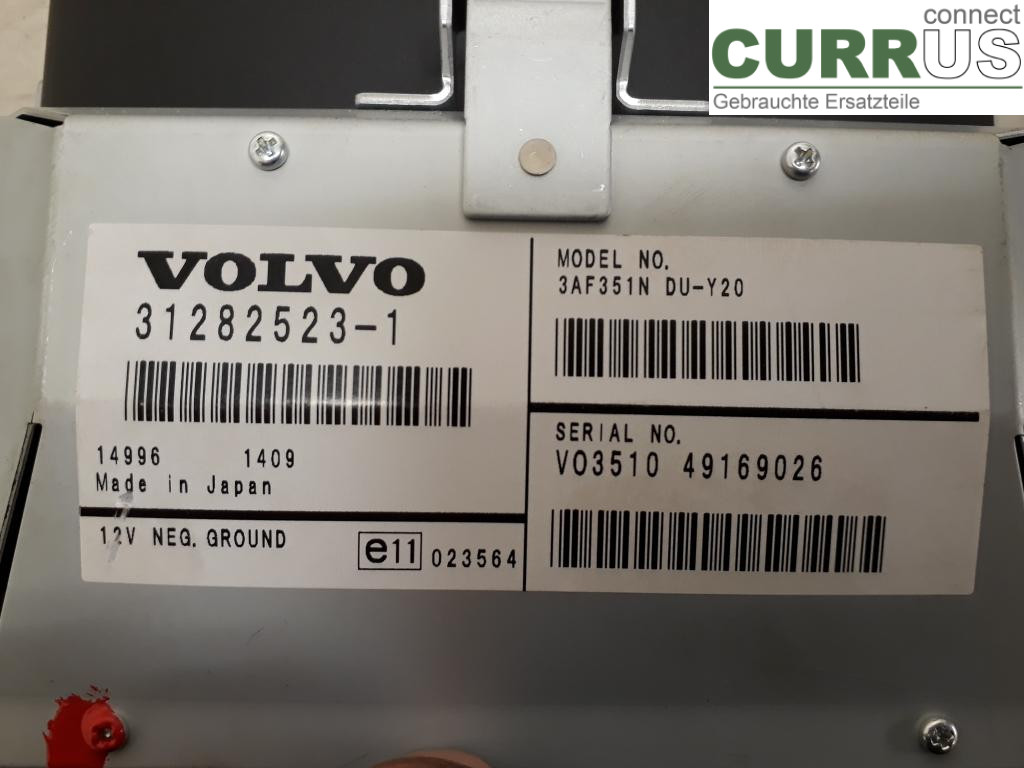 connect
CURRUS
Gebrauchte Ersatzteile
VOLVO
31282523-1
14996 1409
Made in Japan
12V NEG. GROUND
e11 023564
MODEL NO.
3AF351N DU-Y20
SERIAL NO.
VO3510 49169026